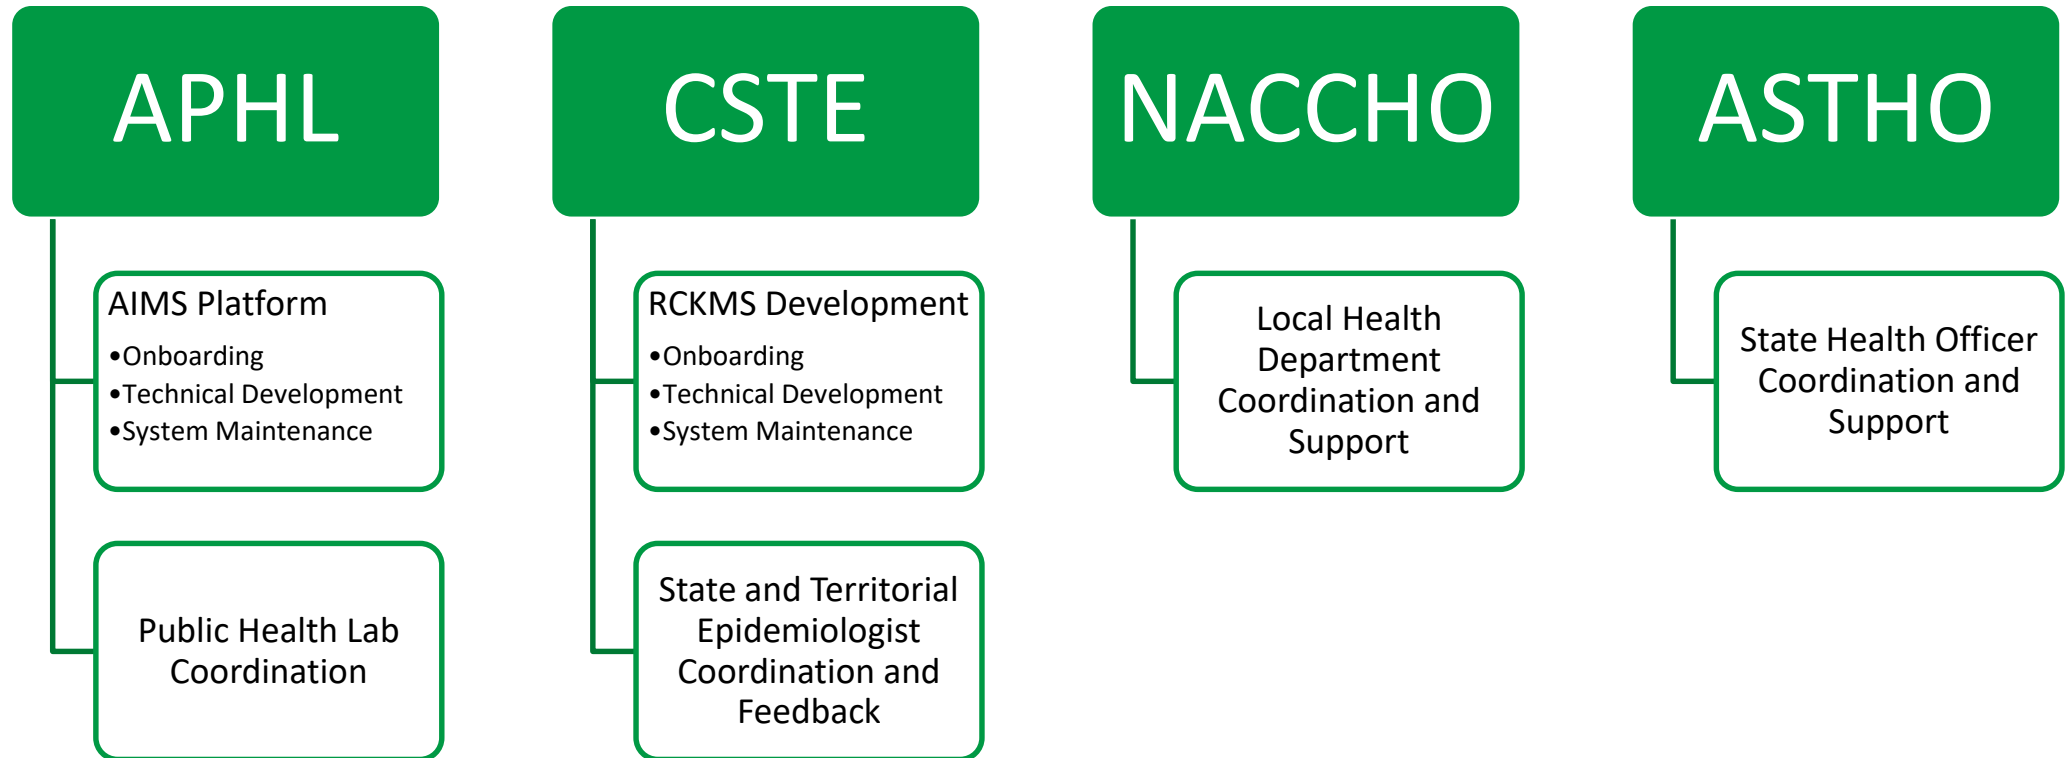 APHL
AIMS Platform
•Onboarding
•Technical Development
•System Maintenance
Public Health Lab
Coordination
CSTE
RCKMS Development
•Onboarding
•Technical Development
•System Maintenance
State and Territorial
Epidemiologist
Coordination and
Feedback
NACCHO
Local Health
Department
Coordination and
Support
ASTHO
State Health Officer
Coordination and
Support